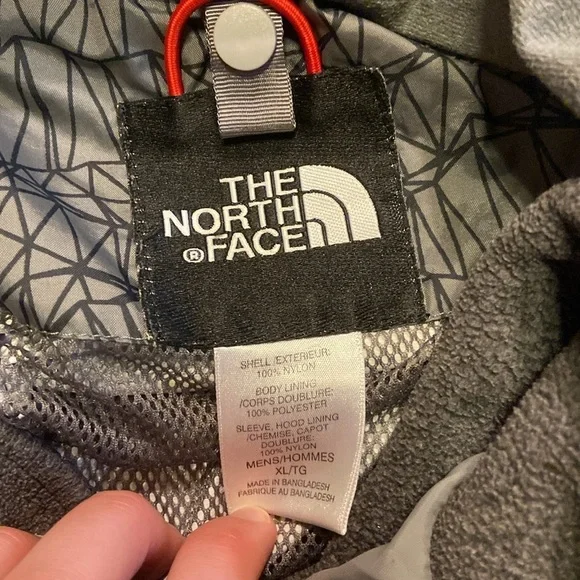 THE
NORTH
®FACE
SHELL /EXTERIEUR:
100% NYLON
BODY LINING
/CORPS DOUBLURE:
100% POLYESTER
SLEEVE, HOOD LINING
/CHEMISE, CAPOT
DOUBLURE:
100% NYLON
MENS/HOMMES
XL/TG
MADE IN BANGLADESH
FABRIQUE AU BANGLADESH